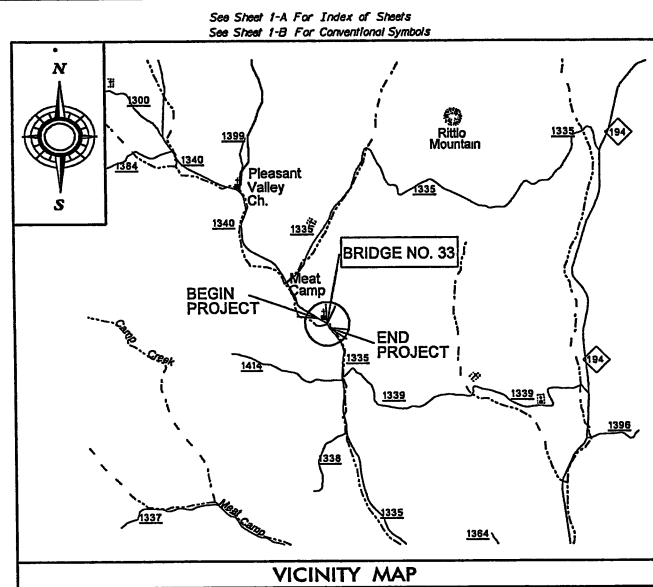 See Sheet 1-A For Index of Sheets
See Sheet 1-B For Conventional Symbols
N
S
1300
1384
1340
1399
Pleasant
Valley
Ch.
1340
1335
Rittlo
Mountain
1335
1335
194
Meat
Camp
BRIDGE NO. 33
BEGIN
PROJECT
END
PROJECT
1335
Camp
Creek
1414
1339
1339
194
1396
1338
1335
Meat Camp
1337
1364
VICINITY MAP